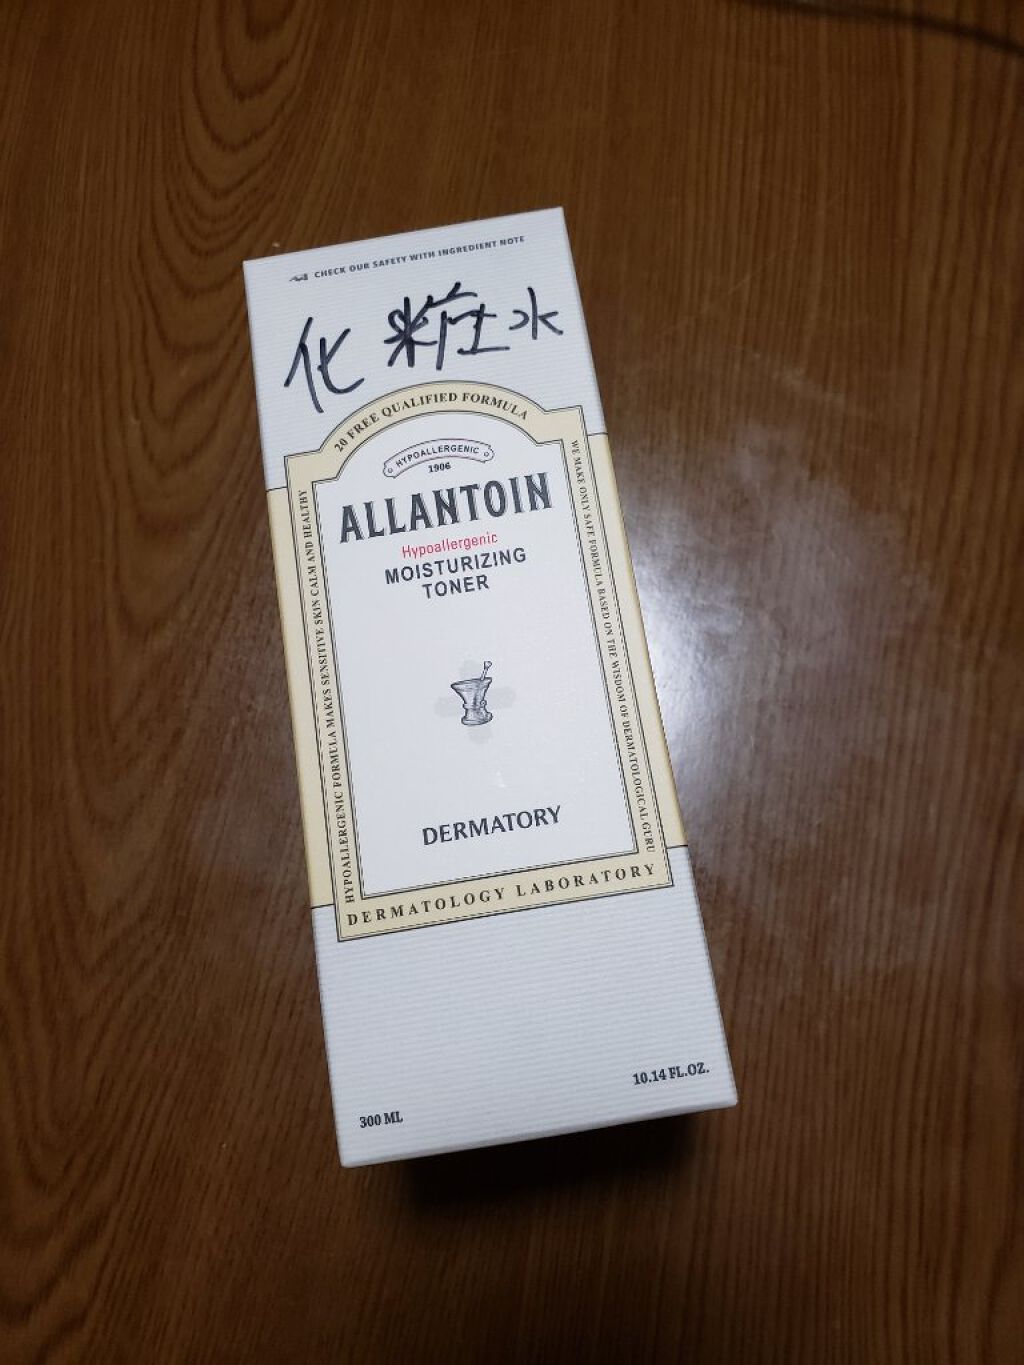 CHECK OUR SAFETY WITH INGREDIENT NOTE
化粧水
20 FREE QUALIFIED FORMULA
HYPOALLERGENIC
1906
ALLANTOIN
Hypoallergenic
MOISTURIZING
TONER
HYPOALLERGENIC FORMULA MAKES SENSITIVE SKIN CALM AND HEALTHY
WE MAKE ONLY SAFE FORMULA BASED ON THE WISDOM OF DERMATOLOGICAL GURU
DERMATORY
DERMATOLOGY LABORATORY
300 ML
10.14 FL.OZ.